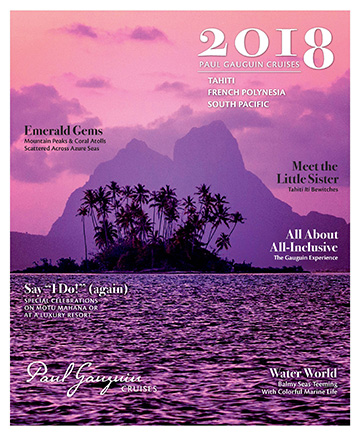 2018
PAUL GAUGUIN CRUISES
TAHITI
FRENCH POLYNESIA
SOUTH PACIFIC
Emerald Gems
Mountain Peaks & Coral Atolls
Scattered Across Azure Seas
Meet the
Little Sister
Tahiti Iti Bewitches
All About
All-Inclusive
The Gauguin Experience
Say “I Do!” (again)
SPECIAL CELEBRATIONS
ON MOTU MAHANA OR
AT A LUXURY RESORT
Paul Gauguin
CRUISES
Water World
Balmy Seas Teeming
With Colorful Marine Life